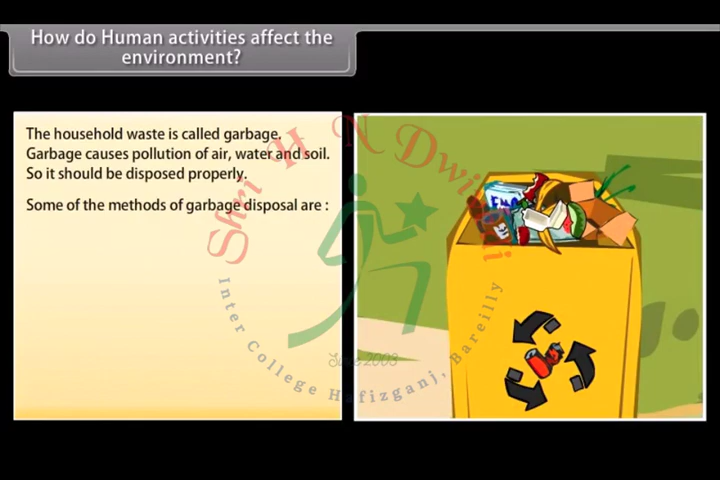 How do Human activities affect the
environment?
The household waste is called garbage.
Garbage causes pollution of air, water and soil.
So it should be disposed properly.
Some of the methods of garbage disposal are :
Shri H N Dwivedi
Inter College Hafizganj, Bareilly
Since 2003